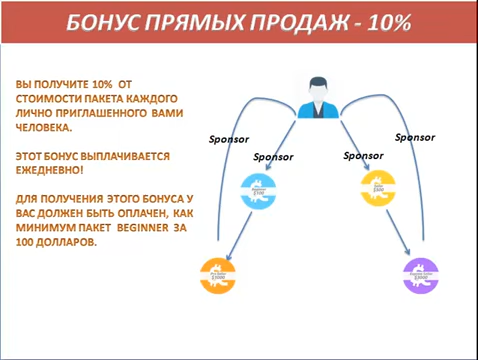 БОНУС ПРЯМЫХ ПРОДАЖ - 10%
ВЫ ПОЛУЧИТЕ 10% ОТ
СТОИМОСТИ ПАКЕТА КАЖДОГО
ЛИЧНО ПРИГЛАШЕННОГО ВАМИ
ЧЕЛОВЕКА.
ЭТОТ БОНУС ВЫПЛАЧИВАЕТСЯ
ЕЖЕДНЕВНО!
ДЛЯ ПОЛУЧЕНИЯ ЭТОГО БОНУСА У
ВАС ДОЛЖЕН БЫТЬ ОПЛАЧЕН, КАК
МИНИМУМ ПАКЕТ BEGINNER ЗА
100 ДОЛЛАРОВ.
Sponsor
Sponsor
Sponsor
Sponsor